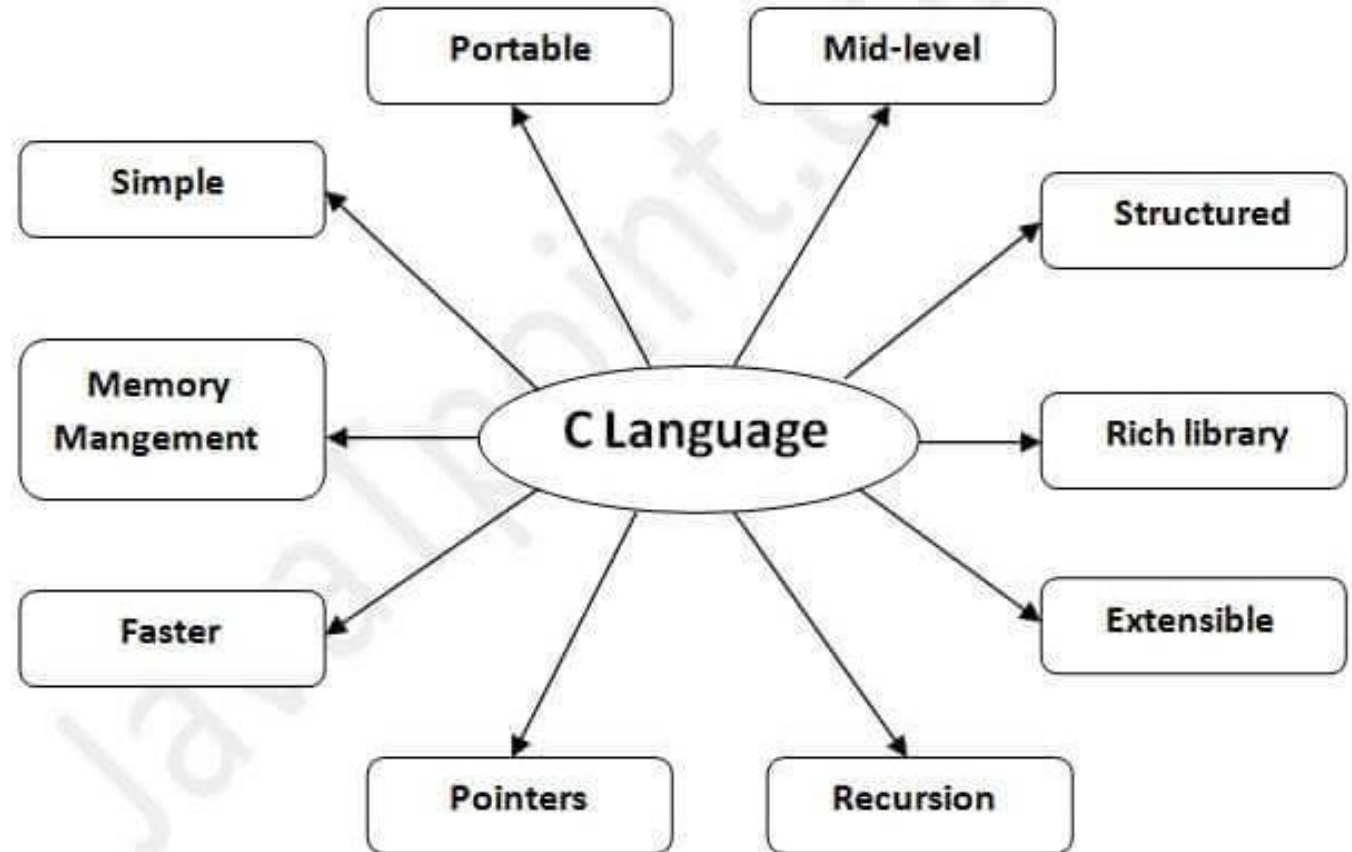 Portable
Mid-level
Simple
Structured
Memory
Mangement
C Language
Rich library
Faster
Extensible
Pointers
Recursion